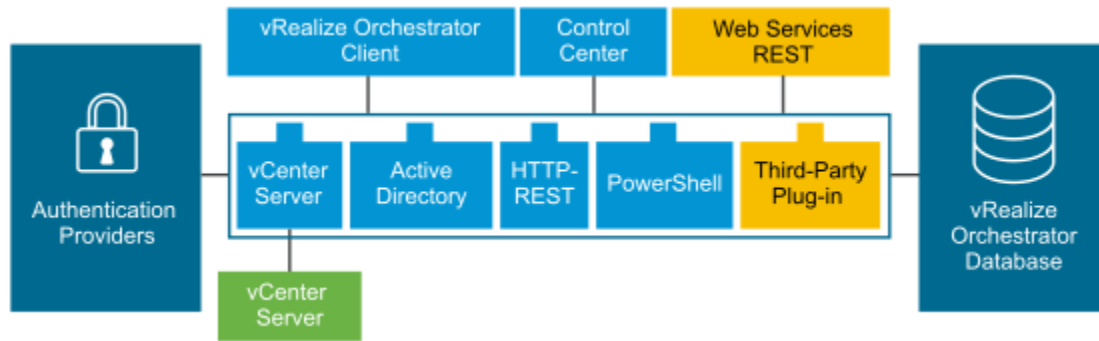 vRealize Orchestrator
Client
Control
Center
Web Services
REST
Authentication
Providers
vCenter
Server
Active
Directory
HTTP-
REST
PowerShell
Third-Party
Plug-in
vRealize
Orchestrator
Database
vCenter
Server